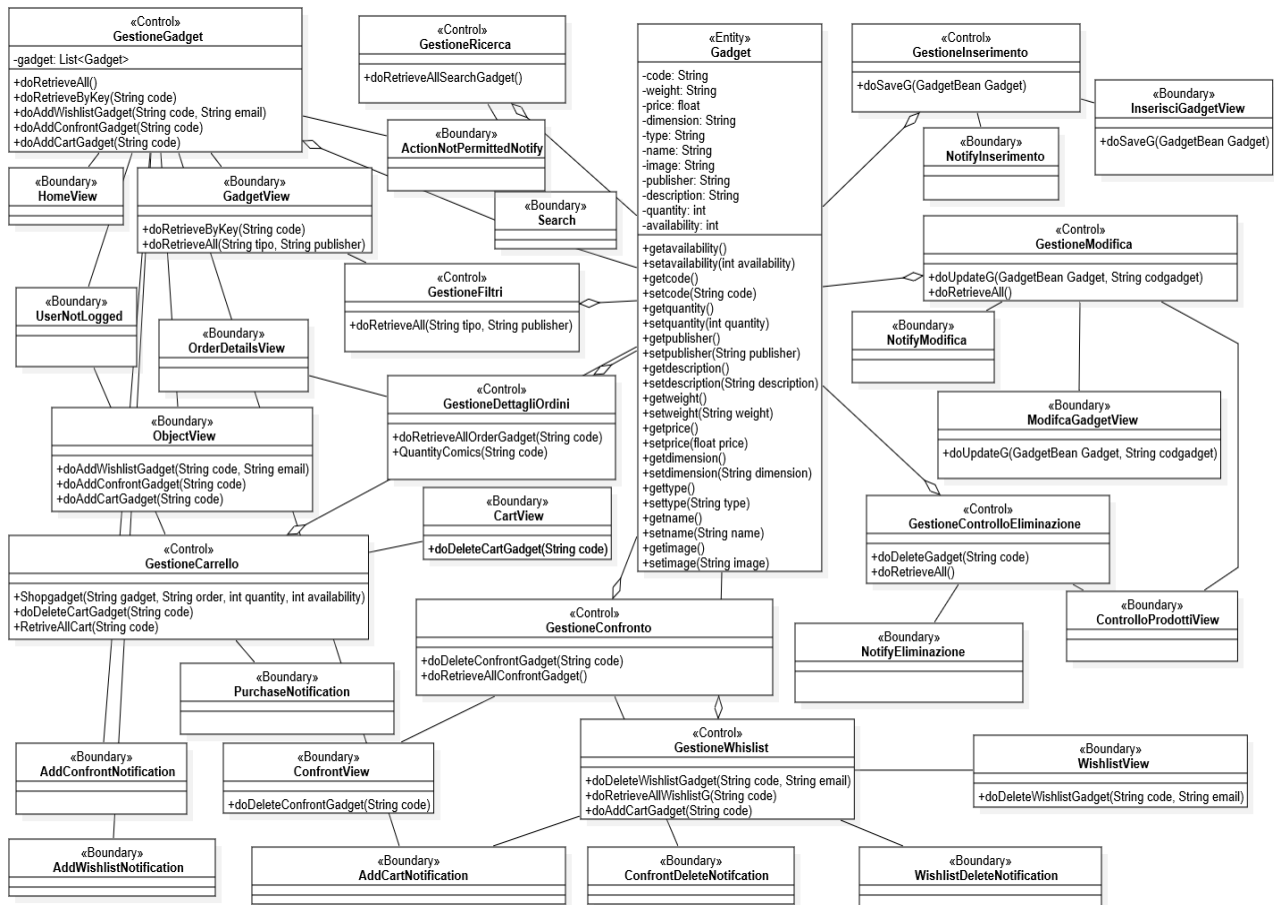 «Control»
GestioneGadget
-gadget: List<Gadget>
+doRetrieveAll()
+doRetrieveByKey(String code)
+doAddWishlistGadget(String code, String email)
+doAddConfrontGadget(String code)
+doAddCartGadget(String code)
«Control»
GestioneRicerca
+doRetrieveAllSearchGadget()
«Entity»
Gadget
-code: String
-weight: String
-price: float
-dimension: String
-type: String
-name: String
-image: String
-publisher: String
-description: String
-quantity: int
-availability: int
+getavailability()
+setavailability(int availability)
+getcode()
+setcode(String code)
+getquantity()
+setquantity(int quantity)
+getpublisher()
+setpublisher(String publisher)
+getdescription()
+setdescription(String description)
+getweight()
+setweight(String weight)
+getprice()
+setprice(float price)
+getdimension()
+setdimension(String dimension)
+gettype()
+settype(String type)
+getname()
+setname(String name)
+getimage()
+setimage(String image)
«Control»
GestioneInserimento
+doSaveG(GadgetBean Gadget)
«Boundary»
InserisciGadgetView
+doSaveG(GadgetBean Gadget)
«Boundary»
ActionNotPermittedNotify
«Boundary»
NotifyInserimento
«Boundary»
HomeView
«Boundary»
GadgetView
+doRetrieveByKey(String code)
+doRetrieveAll(String tipo, String publisher)
«Boundary»
Search
«Control»
GestioneModifica
+doUpdateG(GadgetBean Gadget, String codgadget)
+doRetrieveAll()
«Control»
GestioneFiltri
+doRetrieveAll(String tipo, String publisher)
«Boundary»
UserNotLogged
«Boundary»
OrderDetailsView
«Boundary»
NotifyModifica
«Control»
GestioneDettagliOrdini
+doRetrieveAllOrderGadget(String code)
+QuantityComics(String code)
«Boundary»
ModifcaGadgetView
+doUpdateG(GadgetBean Gadget, String codgadget)
«Boundary»
ObjectView
+doAddWishlistGadget(String code, String email)
+doAddConfrontGadget(String code)
+doAddCartGadget(String code)
«Boundary»
CartView
+doDeleteCartGadget(String code)
«Control»
GestioneControlloEliminazione
+doDeleteGadget(String code)
+doRetrieveAll()
«Control»
GestioneCarrello
+Shopgadget(String gadget, String order, int quantity, int availability)
+doDeleteCartGadget(String code)
+RetriveAllCart(String code)
«Control»
GestioneConfronto
+doDeleteConfrontGadget(String code)
+doRetrieveAllConfrontGadget()
«Boundary»
ControlloProdottiView
«Boundary»
NotifyEliminazione
«Boundary»
PurchaseNotification
«Control»
GestioneWhislist
+doDeleteWishlistGadget(String code, String email)
+doRetrieveAllWishlistG(String code)
+doAddCartGadget(String code)
«Boundary»
WishlistView
+doDeleteWishlistGadget(String code, String email)
«Boundary»
AddConfrontNotification
«Boundary»
ConfrontView
+doDeleteConfrontGadget(String code)
«Boundary»
AddWishlistNotification
«Boundary»
AddCartNotification
«Boundary»
ConfrontDeleteNotifcation
«Boundary»
WishlistDeleteNotification